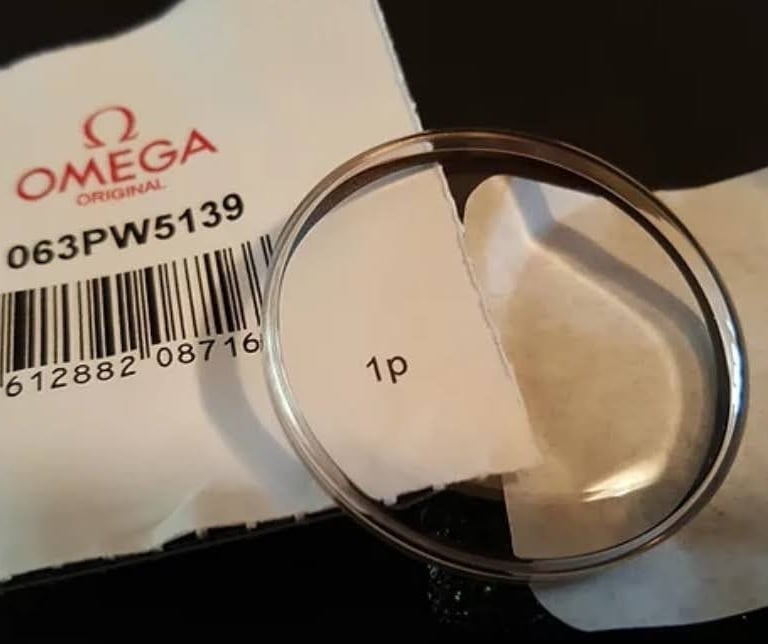 Ω
OMEGA
ORIGINAL
063PW5139
612882 08716
1p